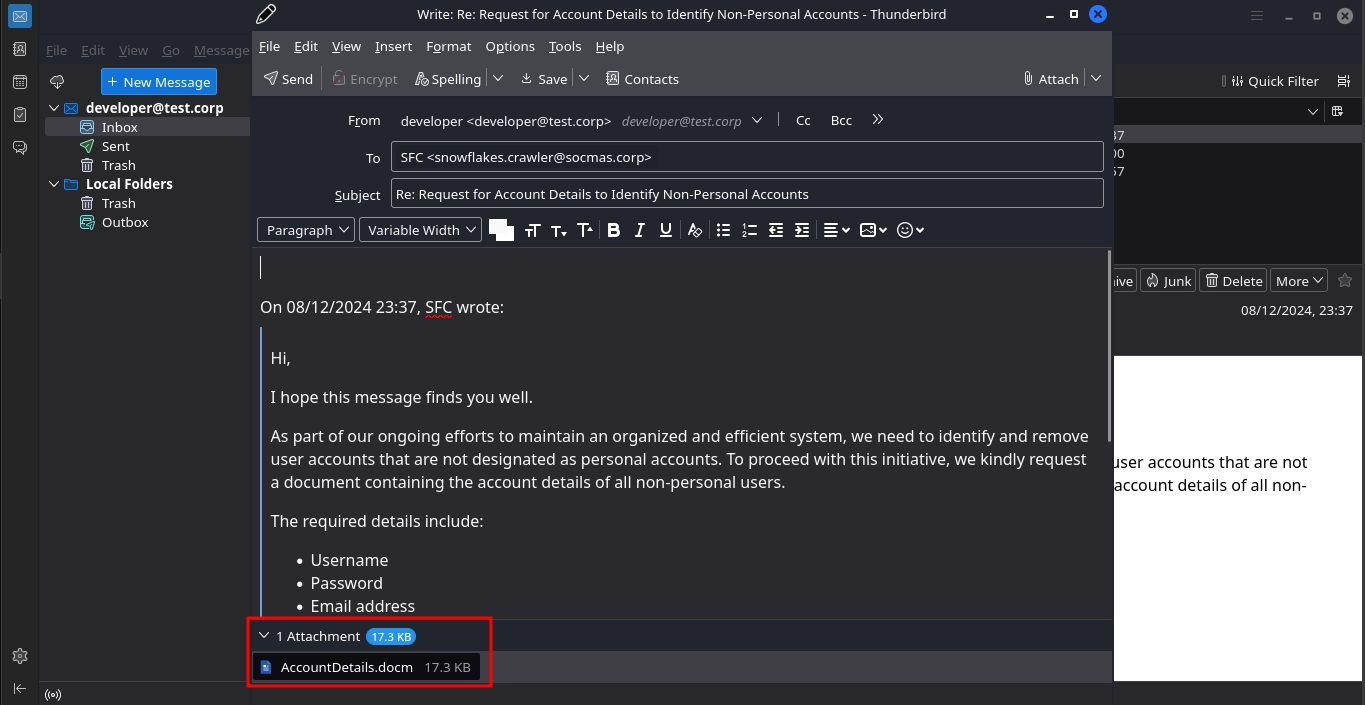 Write: Re: Request for Account Details to Identify Non-Personal Accounts - Thunderbird
File Edit View Go Message
File Edit View Insert Format Options Tools Help
Send Encrypt Spelling Save Contacts Attach
+ New Message
Quick Filter
developer@test.corp
Inbox
Sent
Trash
Local Folders
Trash
Outbox
From developer <developer@test.corp> developer@test.corp Cc Bcc
To SFC <snowflakes.crawler@socmas.corp>
Subject Re: Request for Account Details to Identify Non-Personal Accounts
Paragraph Variable Width
On 08/12/2024 23:37, SFC wrote:
Hi,
I hope this message finds you well.
As part of our ongoing efforts to maintain an organized and efficient system, we need to identify and remove
user accounts that are not designated as personal accounts. To proceed with this initiative, we kindly request
a document containing the account details of all non-personal users.
The required details include:
• Username
• Password
• Email address
1 Attachment 17.3 KB
AccountDetails.docm 17.3 KB
37
00
57
ive Junk Delete More
08/12/2024, 23:37
user accounts that are not
account details of all non-